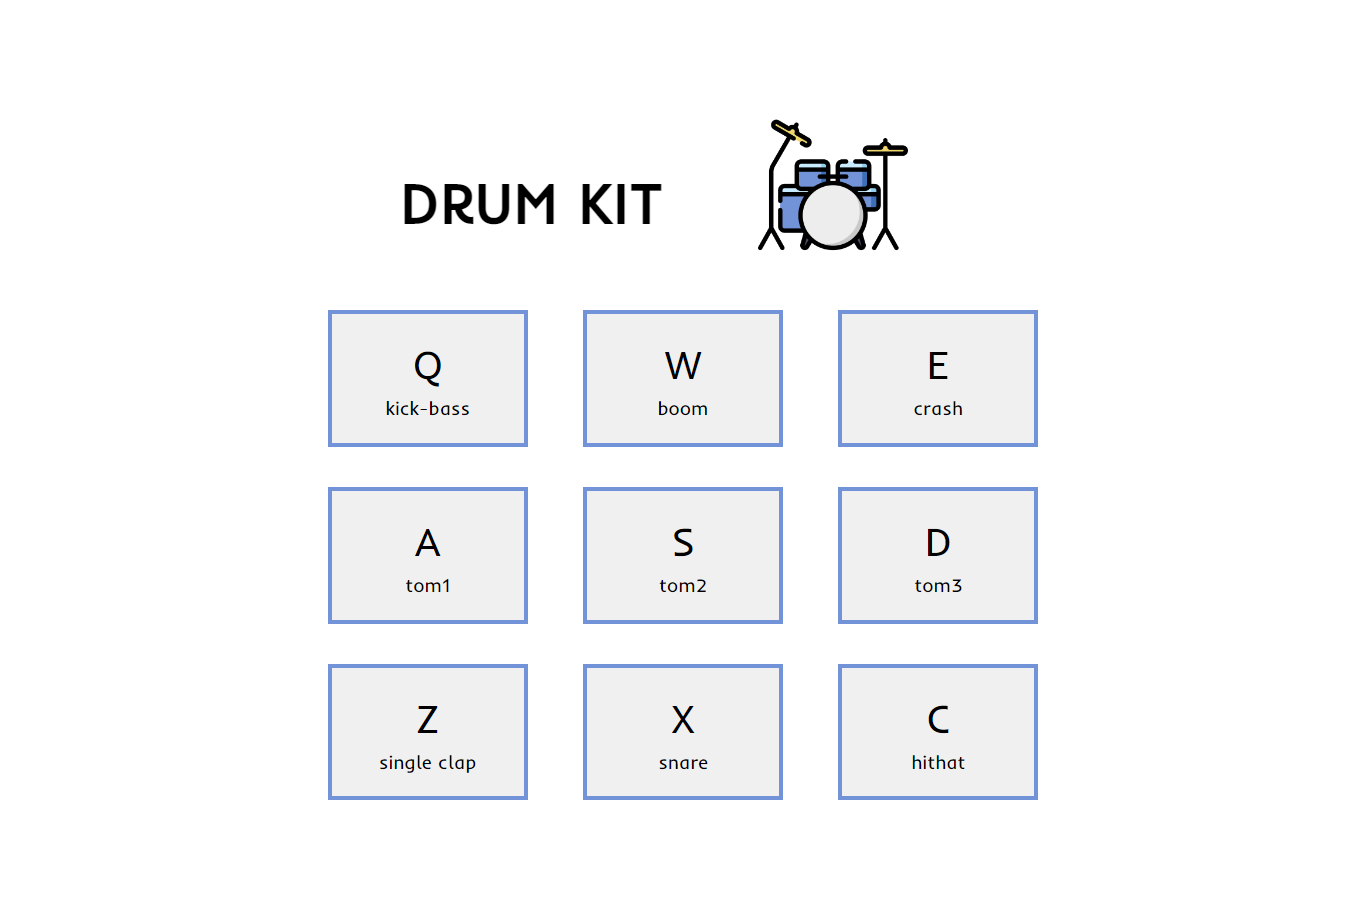 DRUM KIT
Q W E
kick-bass boom crash
A S D
tom1 tom2 tom3
Z X C
single clap snare hithat